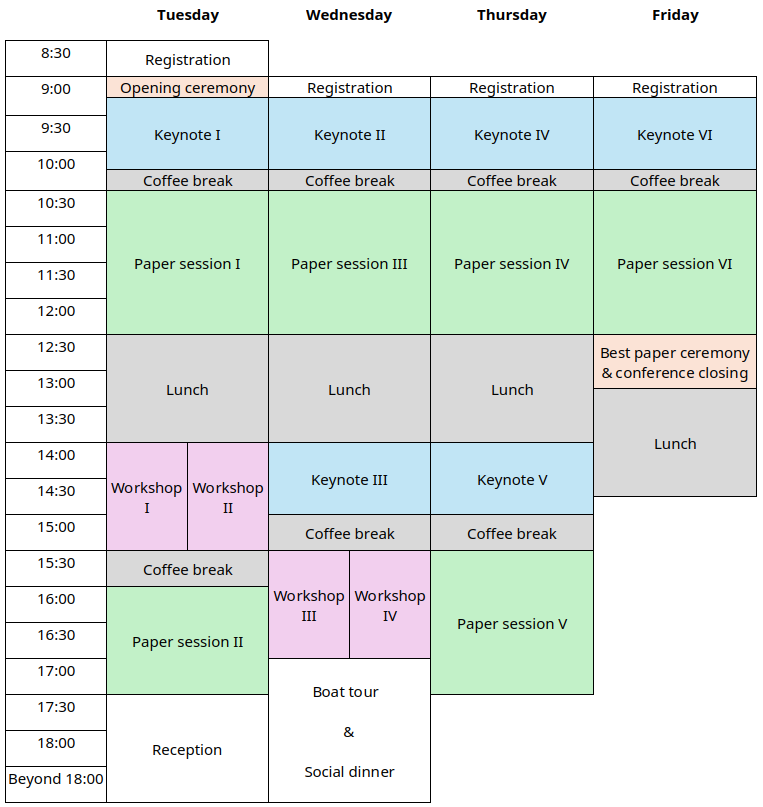 Tuesday Wednesday Thursday Friday
8:30
Registration
9:00
Opening ceremony Registration Registration Registration
9:30
Keynote I Keynote II Keynote IV Keynote VI
10:00
Coffee break Coffee break Coffee break Coffee break
10:30
11:00
Paper session I Paper session III Paper session IV Paper session VI
11:30
12:00
12:30
Best paper ceremony
& conference closing
13:00
Lunch Lunch Lunch
13:30
Lunch
14:00
Keynote III Keynote V
14:30
Workshop
I
Workshop
II
15:00
Coffee break Coffee break
15:30
Coffee break
16:00
Workshop
III
Workshop
IV
Paper session V
16:30
Paper session II
17:00
Boat tour
&
Social dinner
17:30
18:00
Reception
Beyond 18:00